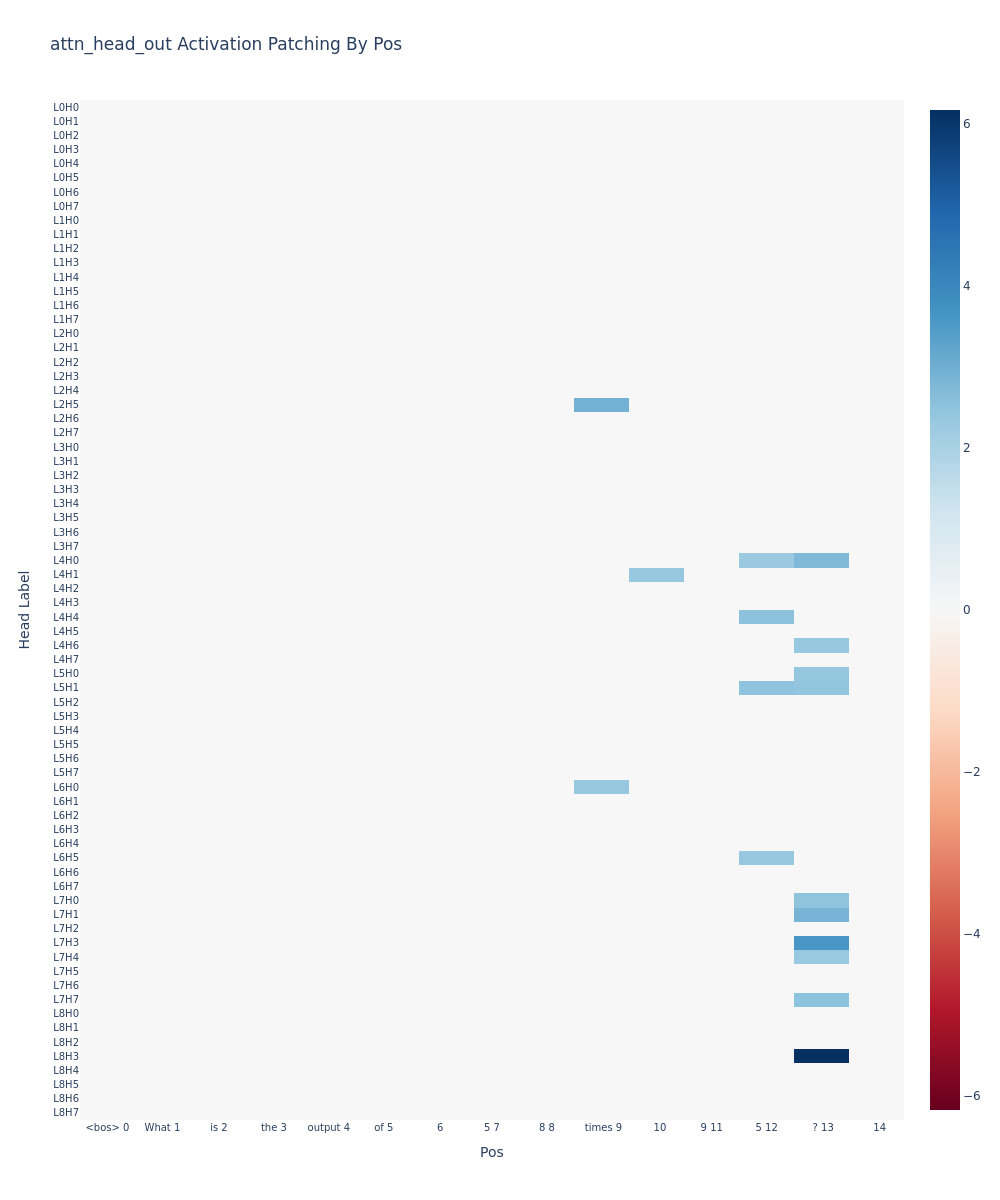 attn_head_out Activation Patching By Pos
L0H0
L0H1
L0H2
L0H3
L0H4
L0H5
L0H6
L0H7
L1H0
L1H1
L1H2
L1H3
L1H4
L1H5
L1H6
L1H7
L2H0
L2H1
L2H2
L2H3
L2H4
L2H5
L2H6
L2H7
L3H0
L3H1
L3H2
L3H3
L3H4
L3H5
L3H6
L3H7
L4H0
L4H1
L4H2
L4H3
L4H4
L4H5
L4H6
L4H7
L5H0
L5H1
L5H2
L5H3
L5H4
L5H5
L5H6
L5H7
L6H0
L6H1
L6H2
L6H3
L6H4
L6H5
L6H6
L6H7
L7H0
L7H1
L7H2
L7H3
L7H4
L7H5
L7H6
L7H7
L8H0
L8H1
L8H2
L8H3
L8H4
L8H5
L8H6
L8H7
Head Label
<bos> 0 What 1 is 2 the 3 output 4 of 5 6 5 7 8 8 times 9 10 9 11 5 12 ? 13 14
Pos
6
4
2
0
−2
−4
−6